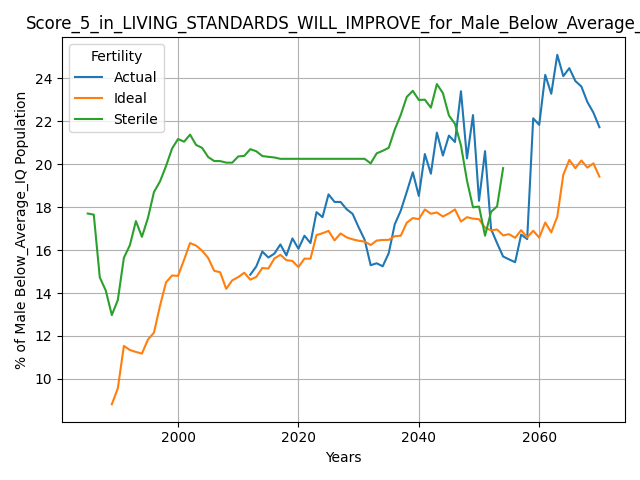 Score_5_in_LIVING_STANDARDS_WILL_IMPROVE_for_Male_Below_Average_
Fertility
Actual
Ideal
Sterile
% of Male Below_Average_IQ Population
24
22
20
18
16
14
12
10
2000 2020 2040 2060
Years